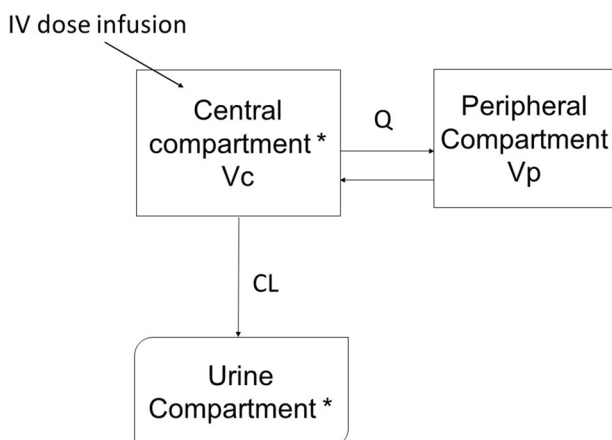 IV dose infusion
Central
compartment *
Vc
Q
Peripheral
Compartment
Vp
CL
Urine
Compartment *